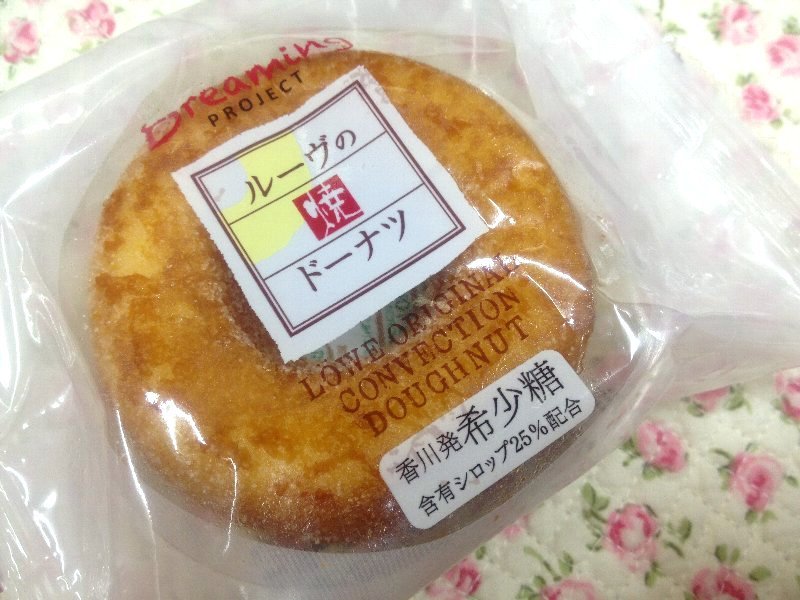 Dreaming
PROJECT
ルーヴの
焼
ドーナツ
LOWE ORIGINAL
CONVECTION
DOUGHNUT
香川発希少糖
含有シロップ25%配合